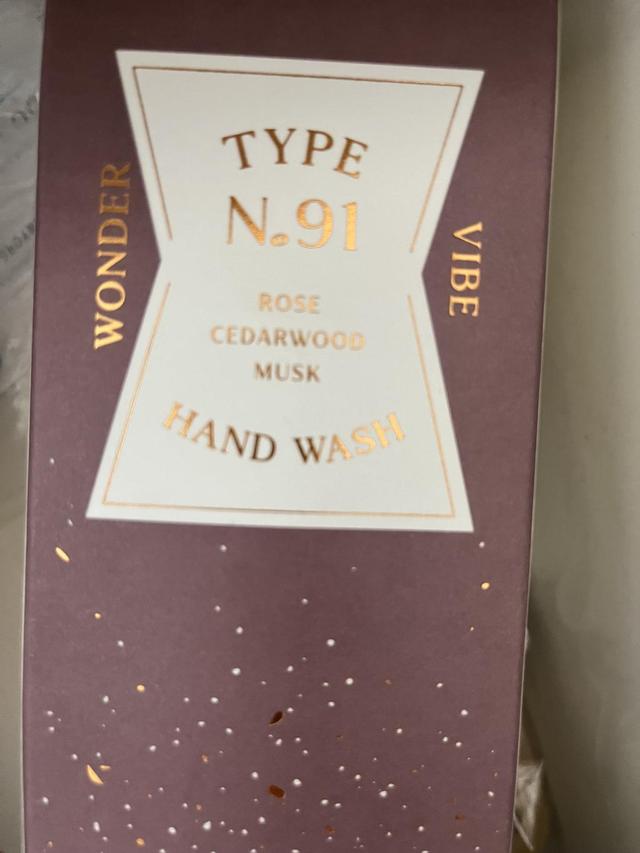 TYPE
N.91
ROSE
CEDARWOOD
MUSK
HAND WASH
WONDER
VIBE